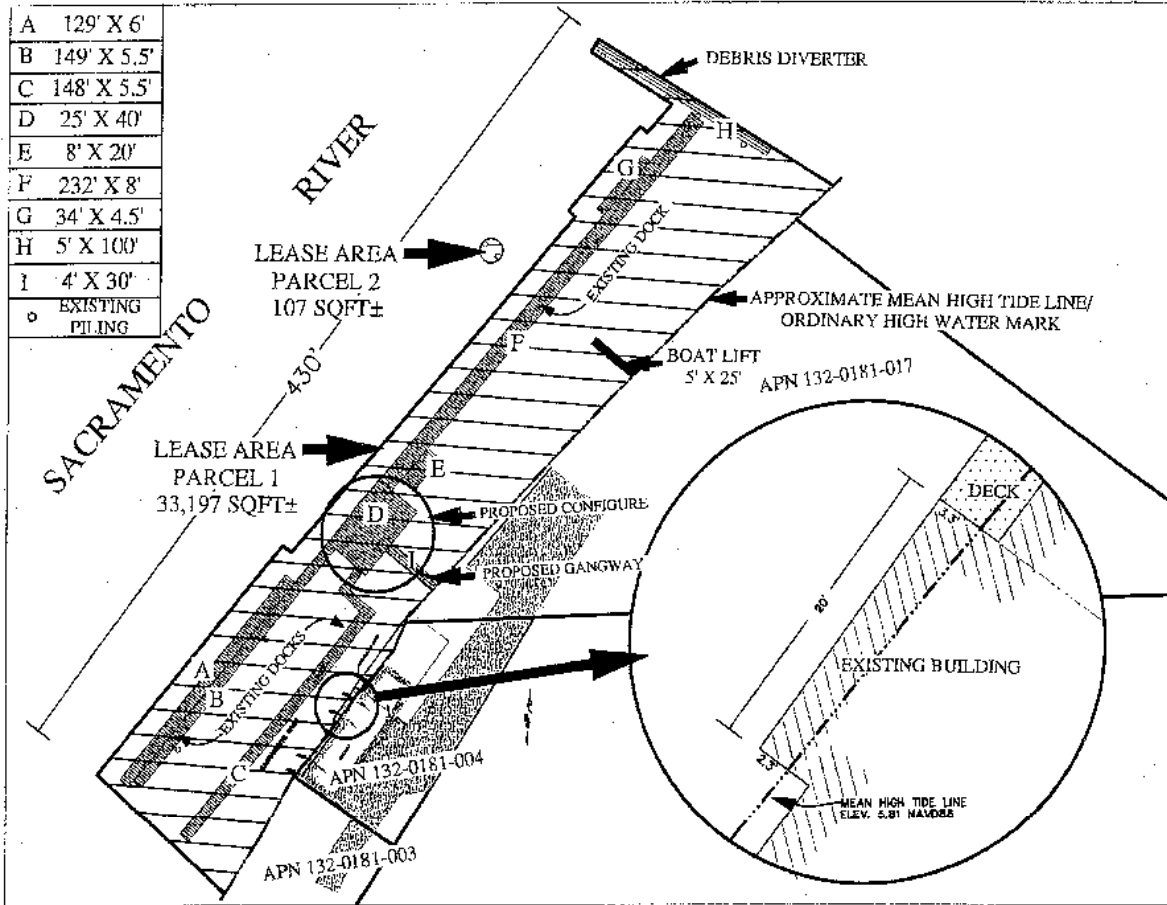 A 129' X 6'
B 149' X 5.5'
C 148' X 5.5'
D 25' X 40'
E 8' X 20'
F 232' X 8'
G 34' X 4.5'
H 5' X 100'
I 4' X 30'
EXISTING
PILING
DEBRIS DIVERTER
H
G
RIVER
SACRAMENTO
430'
LEASE AREA
PARCEL 2
107 SQFT±
EXISTING DOCK
APPROXIMATE MEAN HIGH TIDE LINE/
ORDINARY HIGH WATER MARK
F
BOAT LIFT
5' X 25'
APN 132-0181-017
LEASE AREA
PARCEL 1
33,197 SQFT±
E
D
PROPOSED CONFIGURE
I
PROPOSED GANGWAY
A
B
EXISTING DOCKS
C
APN 132-0181-004
APN 132-0181-003
DECK
3.3'
20'
EXISTING BUILDING
2.3'
MEAN HIGH TIDE LINE
ELEV. 5.81 NAVD88